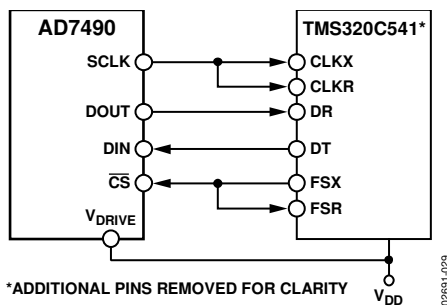 AD7490
TMS320C541*
SCLK
CLKX
CLKR
DOUT
DR
DIN
DT
CS
FSX
FSR
VDRIVE
VDD
*ADDITIONAL PINS REMOVED FOR CLARITY
02691-029